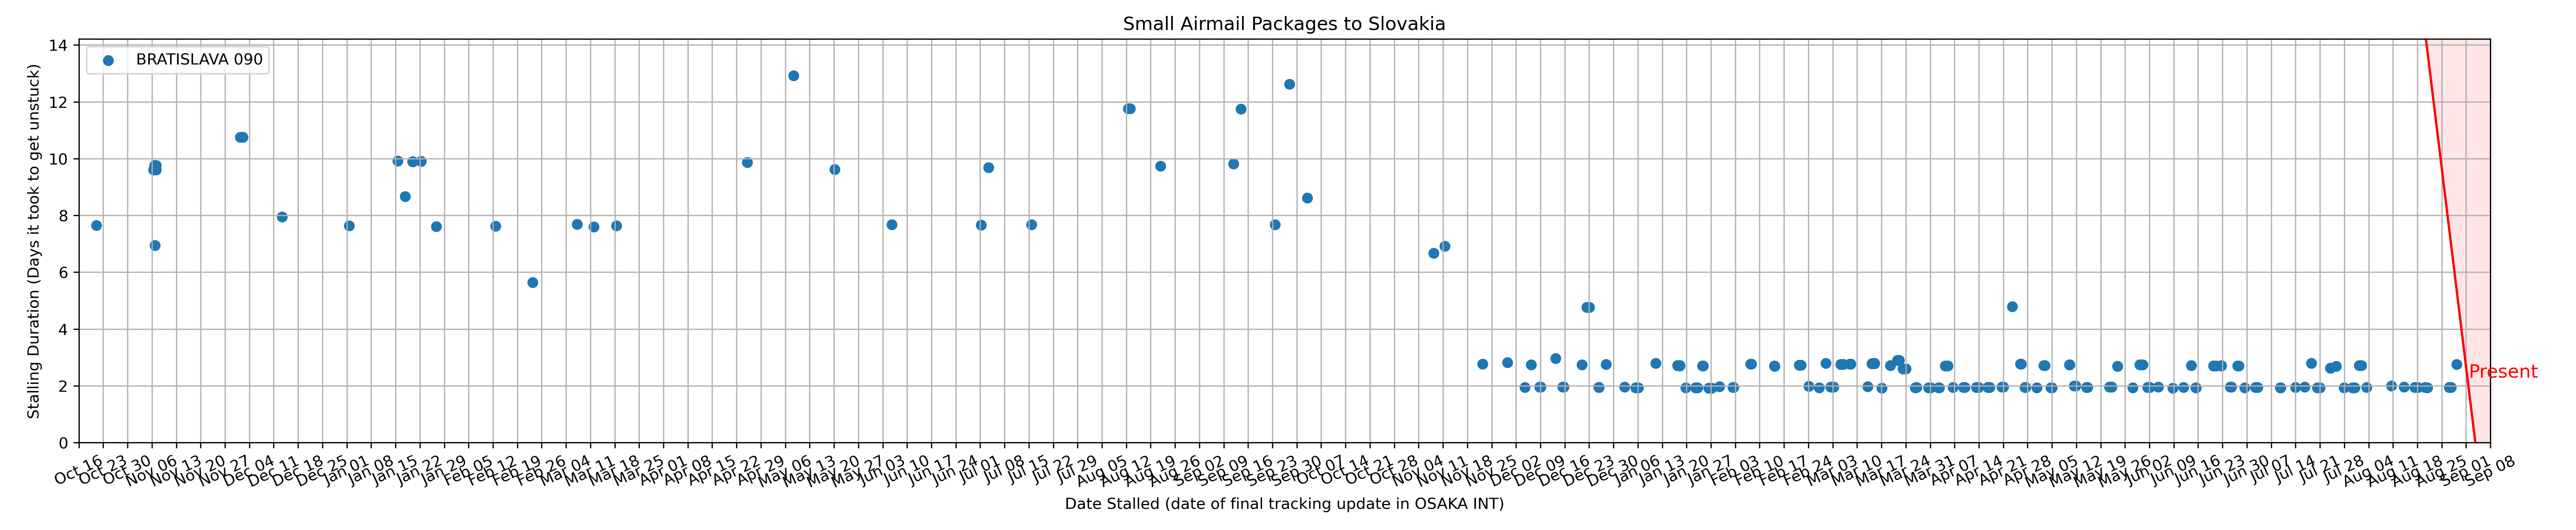 Small Airmail Packages to Slovakia
BRATISLAVA 090
Stalling Duration (Days it took to get unstuck)
14
12
10
8
6
4
2
0
Present
Oct 16
Oct 23
Oct 30
Nov 06
Nov 13
Nov 20
Nov 27
Dec 04
Dec 11
Dec 18
Dec 25
Jan 01
Jan 08
Jan 15
Jan 22
Jan 29
Feb 05
Feb 12
Feb 19
Feb 26
Mar 04
Mar 11
Mar 18
Mar 25
Apr 01
Apr 08
Apr 15
Apr 22
Apr 29
May 06
May 13
May 20
May 27
Jun 03
Jun 10
Jun 17
Jun 24
Jul 01
Jul 08
Jul 15
Jul 22
Jul 29
Aug 05
Aug 12
Aug 19
Aug 26
Sep 02
Sep 09
Sep 16
Sep 23
Sep 30
Oct 07
Oct 14
Oct 21
Oct 28
Nov 04
Nov 11
Nov 18
Nov 25
Dec 02
Dec 09
Dec 16
Dec 23
Dec 30
Jan 06
Jan 13
Jan 20
Jan 27
Feb 03
Feb 10
Feb 17
Feb 24
Mar 03
Mar 10
Mar 17
Mar 24
Mar 31
Apr 07
Apr 14
Apr 21
Apr 28
May 05
May 12
May 19
May 26
Jun 02
Jun 09
Jun 16
Jun 23
Jun 30
Jul 07
Jul 14
Jul 21
Jul 28
Aug 04
Aug 11
Aug 18
Aug 25
Sep 01
Sep 08
Date Stalled (date of final tracking update in OSAKA INT)